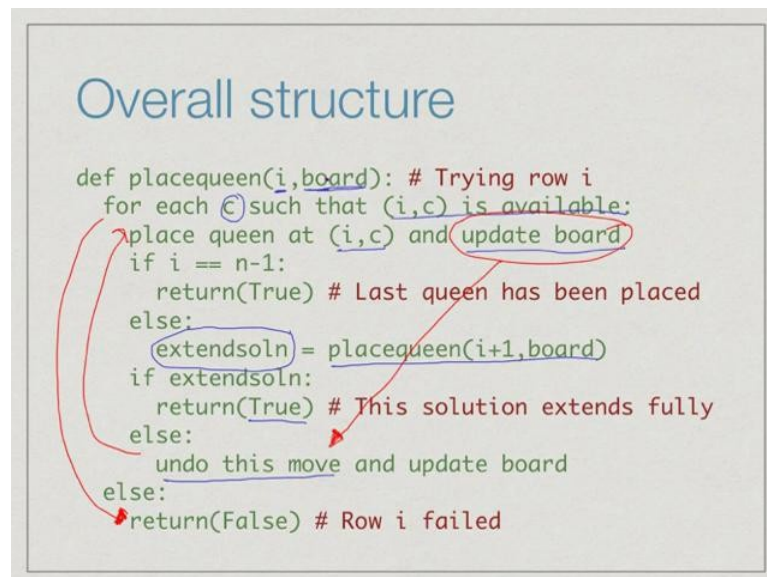 Overall structure
def placequeen(i,board): # Trying row i
for each c such that (i,c) is available:
place queen at (i,c) and update board
if i == n-1:
return(True) # Last queen has been placed
else:
extendsoln = placequeen(i+1,board)
if extendsoln:
return(True) # This solution extends fully
else:
undo this move and update board
else:
return(False) # Row i failed